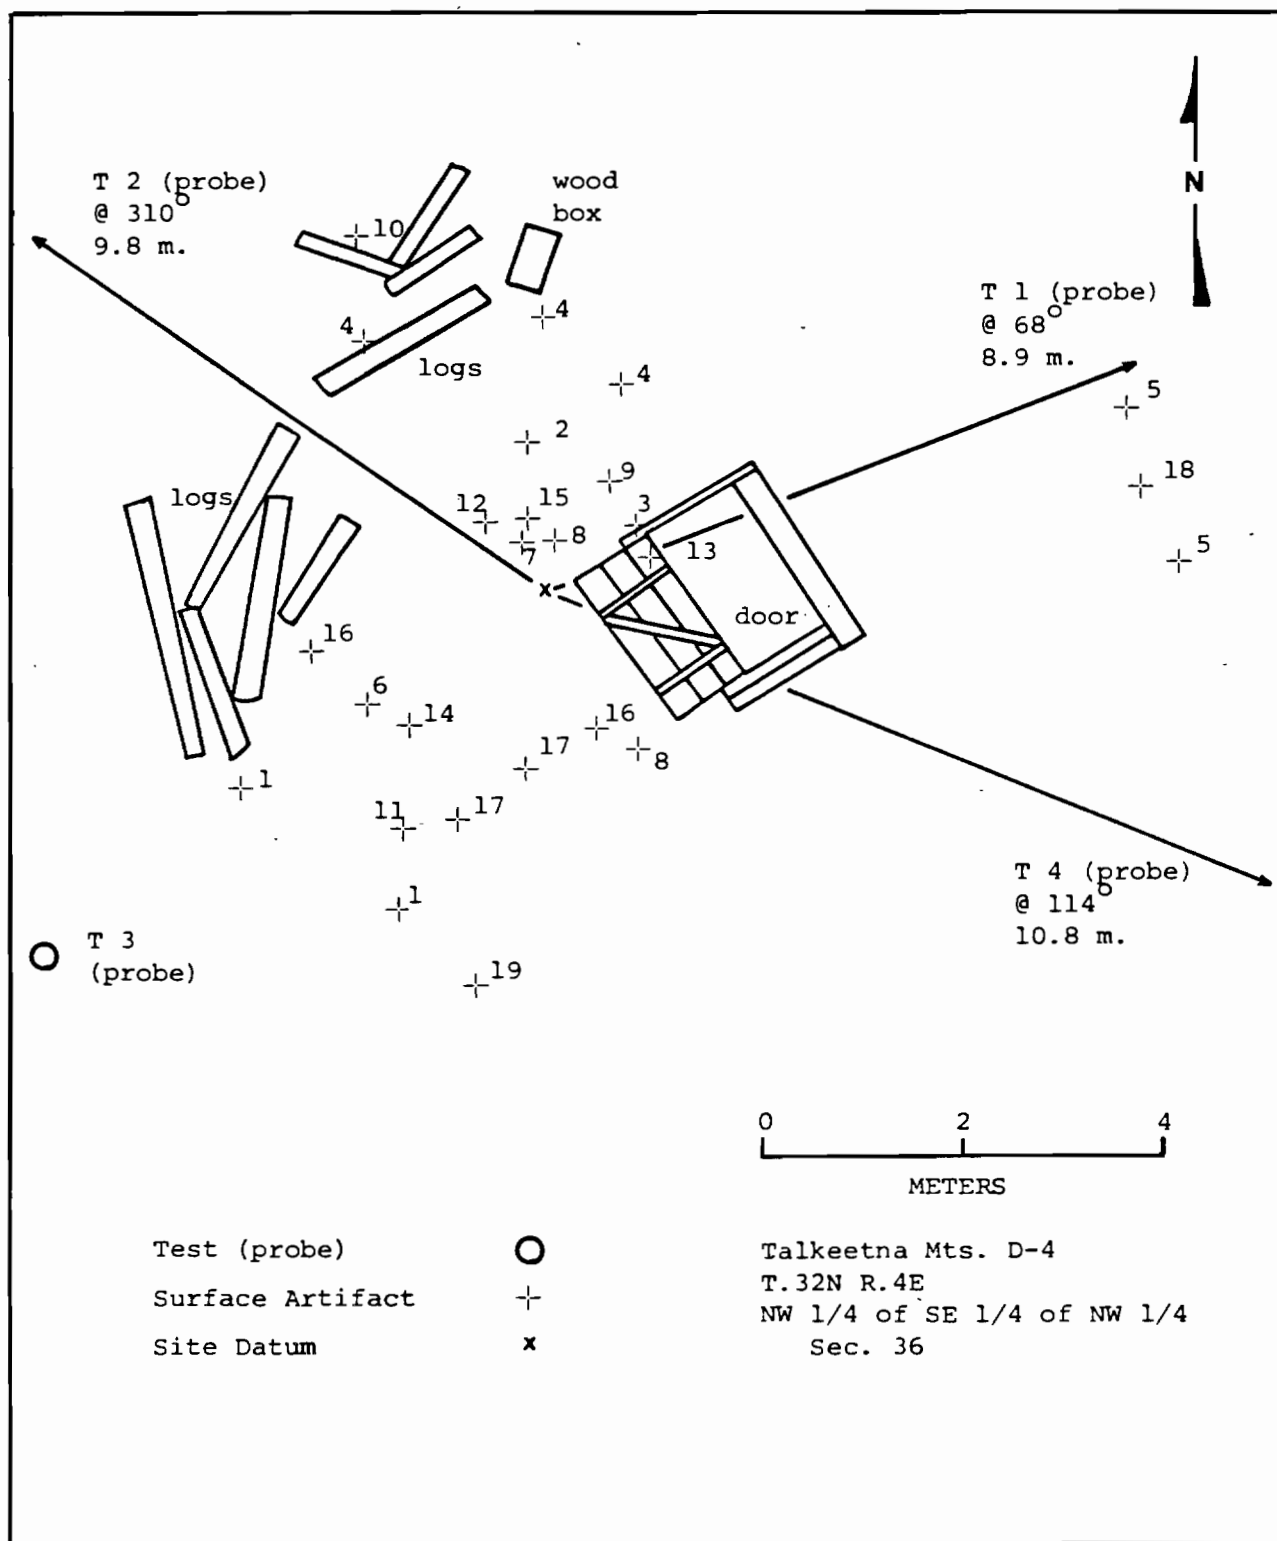 T 2 (probe)
@ 310°
9.8 m.
wood
box
N
10
T 1 (probe)
@ 68°
8.9 m.
4
4
logs
4
5
2
9
18
logs
12
15
3
7
8
13
5
door
16
6
14
16
17
8
1
11
17
T 4 (probe)
@ 114°
10.8 m.
1
T 3
(probe)
19
0 2 4
METERS
Test (probe)
Surface Artifact
Site Datum x
Talkeetna Mts. D-4
T.32N R.4E
NW 1/4 of SE 1/4 of NW 1/4
Sec. 36